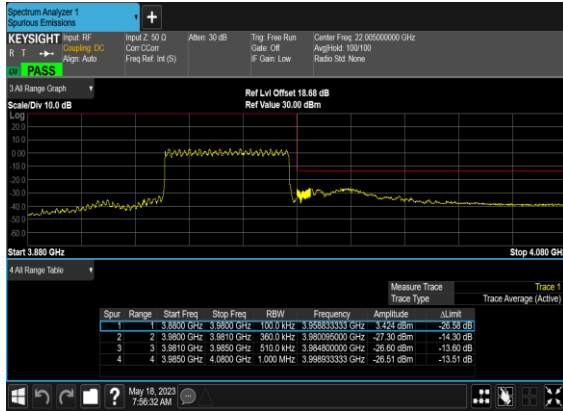 Spectrum Analyzer 1
Spurious Emissions
KEYSIGHT Input: RF Input Z: 50 Ω Atten: 30 dB Trig: Free Run Center Freq: 22.005000000 GHz
R T Coupling: DC Corr CCorr Gate: Off Avg|Hold: 100/100
Align: Auto Freq Ref: Int (S) IF Gain: Low Radio Std: None
PASS
3 All Range Graph
Ref Lvl Offset 18.68 dB
Scale/Div 10.0 dB Ref Value 30.00 dBm
Log
20.0
10.0
0.00
-10.0
-20.0
-30.0
-40.0
-50.0
-60.0
Start 3.880 GHz Stop 4.080 GHz
4 All Range Table
Measure Trace Trace 1
Trace Type Trace Average (Active)
Spur Range Start Freq Stop Freq RBW Frequency Amplitude ΔLimit
1 1 3.8800 GHz 3.9800 GHz 100.0 kHz 3.958833333 GHz 3.424 dBm -26.58 dB
2 2 3.9800 GHz 3.9810 GHz 360.0 kHz 3.980095000 GHz -27.30 dBm -14.30 dB
3 3 3.9810 GHz 3.9850 GHz 510.0 kHz 3.984800000 GHz -26.60 dBm -13.60 dB
4 4 3.9850 GHz 4.0800 GHz 1.000 MHz 3.998933333 GHz -26.51 dBm -13.51 dB
May 18, 2023
7:56:32 AM